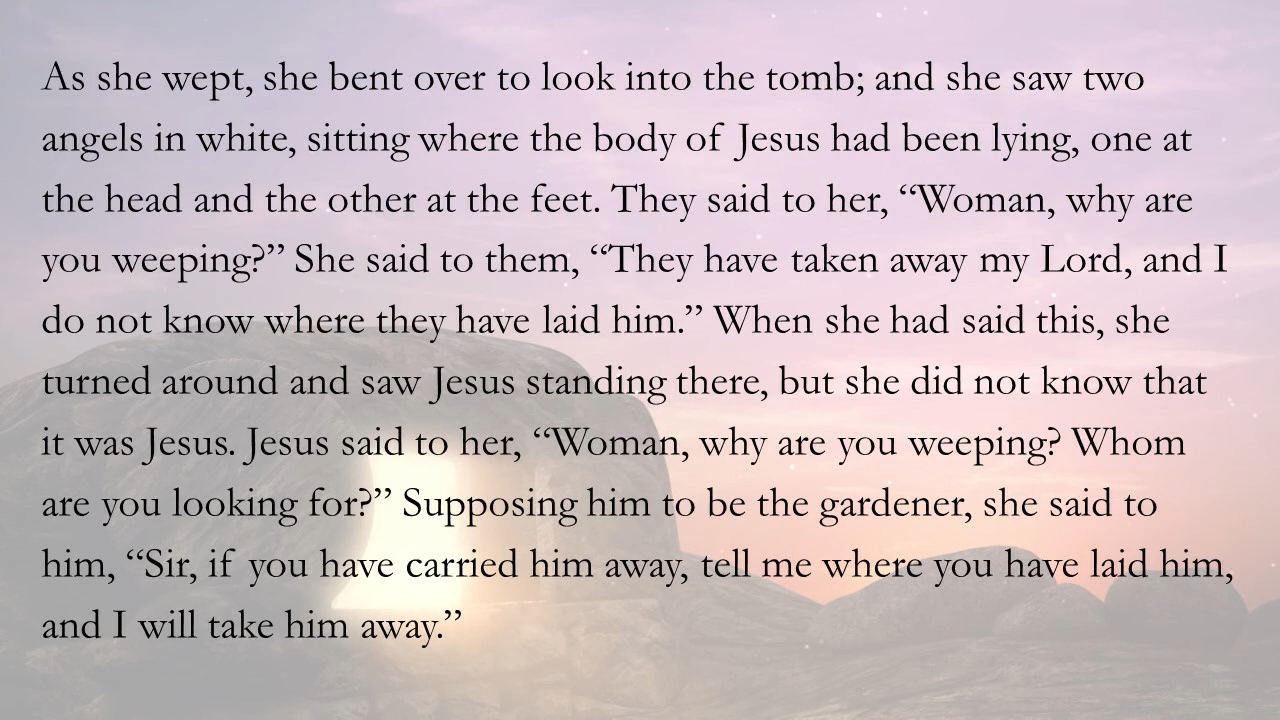 As she wept, she bent over to look into the tomb; and she saw two
angels in white, sitting where the body of Jesus had been lying, one at
the head and the other at the feet. They said to her, “Woman, why are
you weeping?” She said to them, “They have taken away my Lord, and I
do not know where they have laid him.” When she had said this, she
turned around and saw Jesus standing there, but she did not know that
it was Jesus. Jesus said to her, “Woman, why are you weeping? Whom
are you looking for?” Supposing him to be the gardener, she said to
him, “Sir, if you have carried him away, tell me where you have laid him,
and I will take him away.”